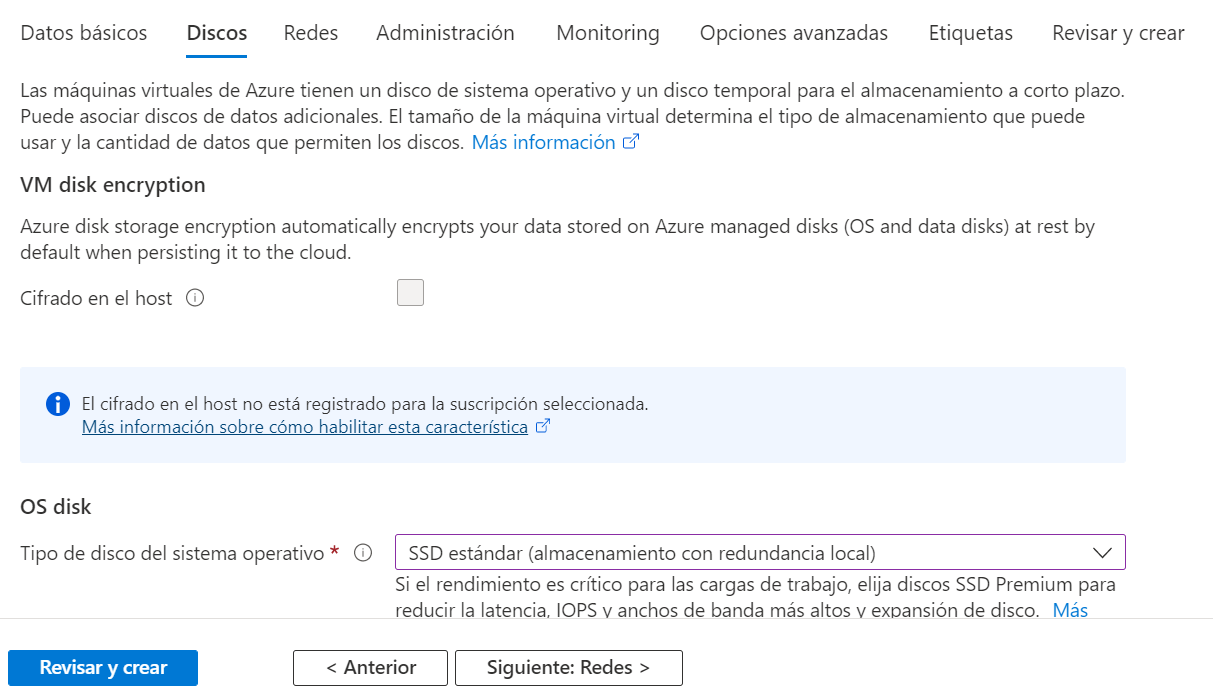 Datos básicos Discos Redes Administración Monitoring Opciones avanzadas Etiquetas Revisar y crear
Las máquinas virtuales de Azure tienen un disco de sistema operativo y un disco temporal para el almacenamiento a corto plazo.
Puede asociar discos de datos adicionales. El tamaño de la máquina virtual determina el tipo de almacenamiento que puede
usar y la cantidad de datos que permiten los discos. Más información
VM disk encryption
Azure disk storage encryption automatically encrypts your data stored on Azure managed disks (OS and data disks) at rest by
default when persisting it to the cloud.
Cifrado en el host
El cifrado en el host no está registrado para la suscripción seleccionada.
Más información sobre cómo habilitar esta característica
OS disk
Tipo de disco del sistema operativo * SSD estándar (almacenamiento con redundancia local)
Si el rendimiento es crítico para las cargas de trabajo, elija discos SSD Premium para
reducir la latencia, IOPS y anchos de banda más altos y expansión de disco. Más
Revisar y crear < Anterior Siguiente: Redes >